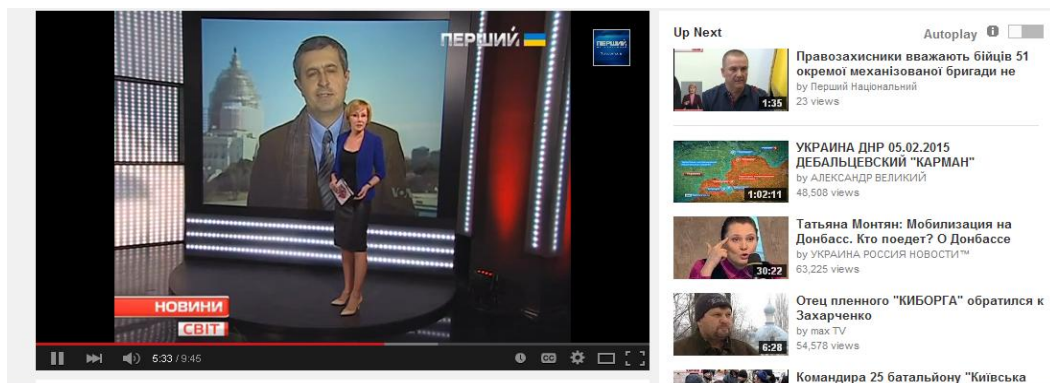 ПЕРШИЙ
ПЕРШИЙ
НОВИНИ
СВІТ
5:33 / 9:45
CC
Up Next
Autoplay
Правозахисники вважають бійців 51
окремої механізованої бригади не
by Перший Національний
23 views
1:35
УКРАИНА ДНР 05.02.2015
ДЕБАЛЬЦЕВСКИЙ "КАРМАН"
by АЛЕКСАНДР ВЕЛИКИЙ
48,508 views
1:02:11
Татьяна Монтян: Мобилизация на
Донбасс. Кто поедет? О Донбассе
by УКРАИНА РОССИЯ НОВОСТИ™
63,225 views
30:22
Отец пленного "КИБОРГА" обратился к
Захарченко
by max TV
54,578 views
6:28
Командира 25 батальйону "Київська